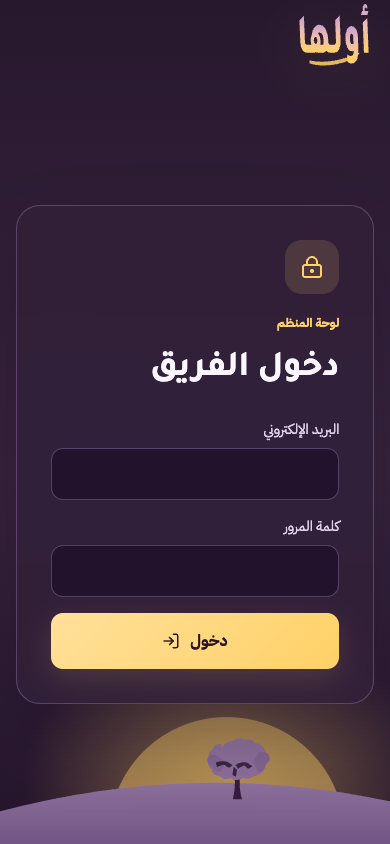 أولها
لوحة المنظم
دخول الفريق
البريد الإلكتروني
كلمة المرور
دخول